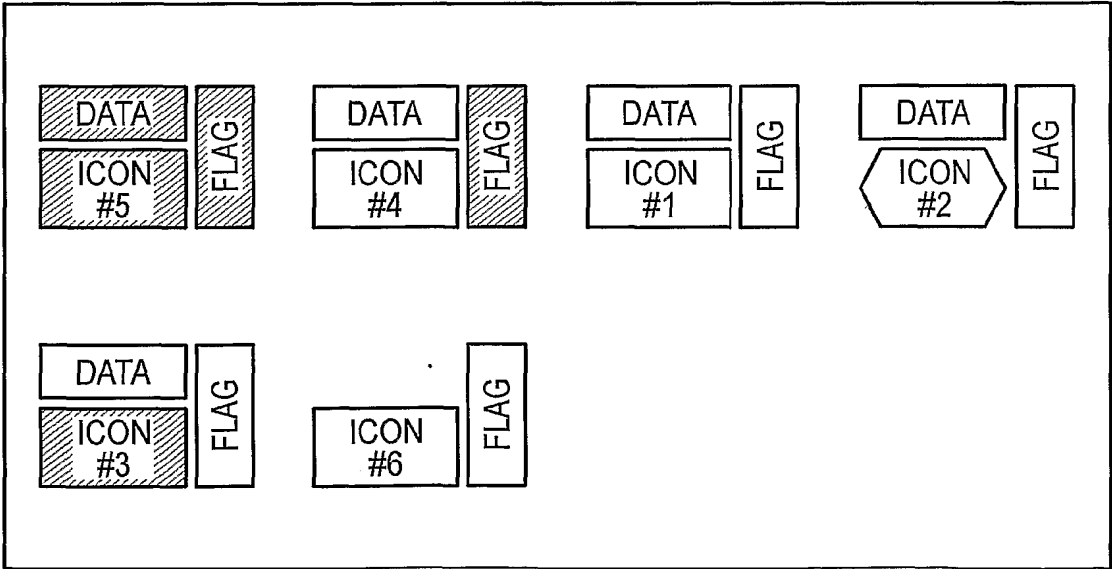 DATA
ICON
#5
FLAG
DATA
ICON
#4
FLAG
DATA
ICON
#1
FLAG
DATA
ICON
#2
FLAG
DATA
ICON
#3
FLAG
ICON
#6
FLAG